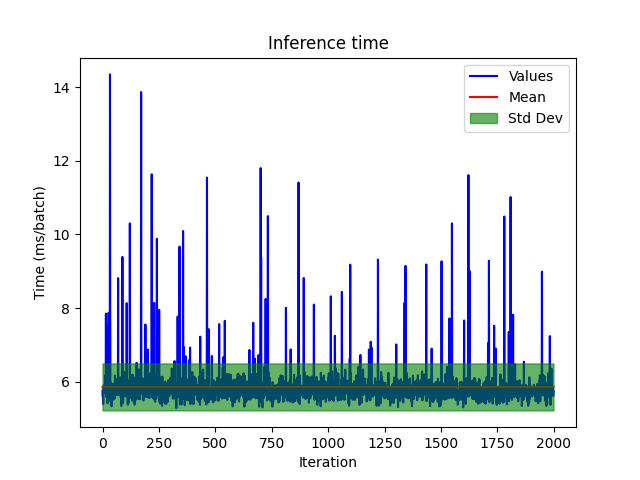 Inference time
Values
Mean
Std Dev
Time (ms/batch)
14
12
10
8
6
0
250
500
750
1000
1250
1500
1750
2000
Iteration